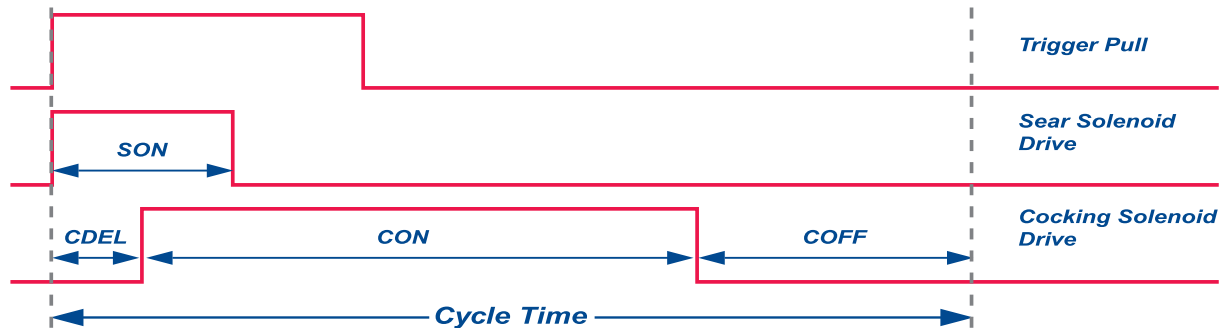 Trigger Pull
Sear Solenoid
Drive
SON
Cocking Solenoid
Drive
CDEL
CON
COFF
Cycle Time